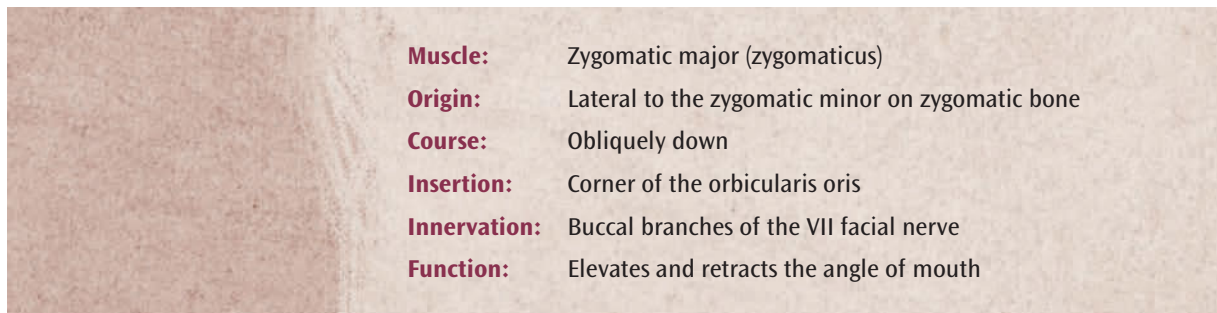 Muscle: Zygomatic major (zygomaticus)
Origin: Lateral to the zygomatic minor on zygomatic bone
Course: Obliquely down
Insertion: Corner of the orbicularis oris
Innervation: Buccal branches of the VII facial nerve
Function: Elevates and retracts the angle of mouth